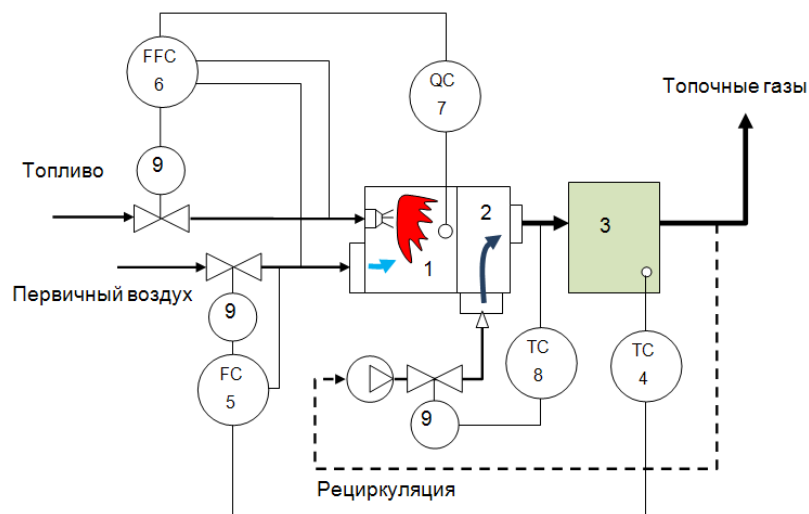 FFC
6
QC
7
Топочные газы
9
Топливо
2
3
1
Первичный воздух
9
FC
5
TC
8
TC
4
9
Рециркуляция